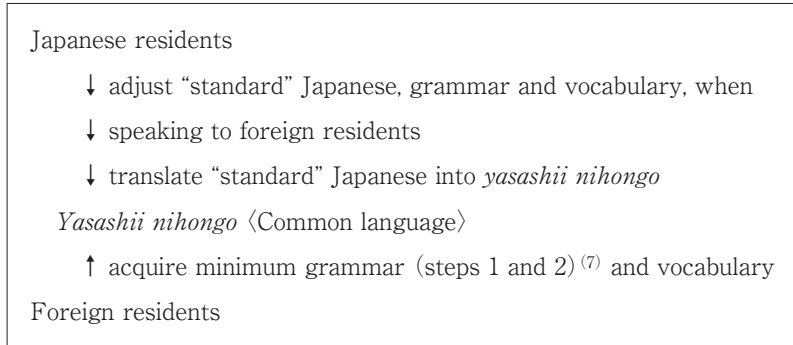 Japanese residents
↓ adjust “standard” Japanese, grammar and vocabulary, when
↓ speaking to foreign residents
↓ translate “standard” Japanese into yasashii nihongo
Yasashii nihongo〈Common language〉
↑ acquire minimum grammar (steps 1 and 2)(7) and vocabulary
Foreign residents